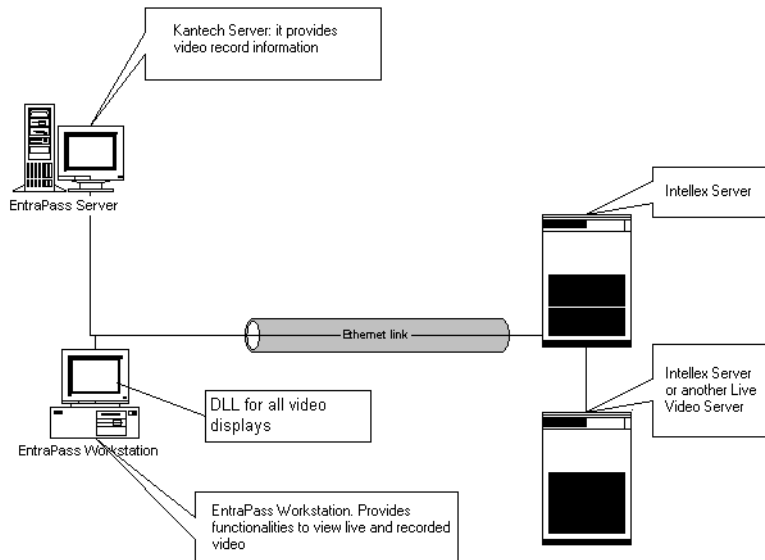 Kantech Server: it provides
video record information
EntraPass Server
Intellex Server
Ethernet link
Intellex Server
or another Live
Video Server
DLL for all video
displays
EntraPass Workstation
EntraPass Workstation. Provides
functionalities to view live and recorded
video